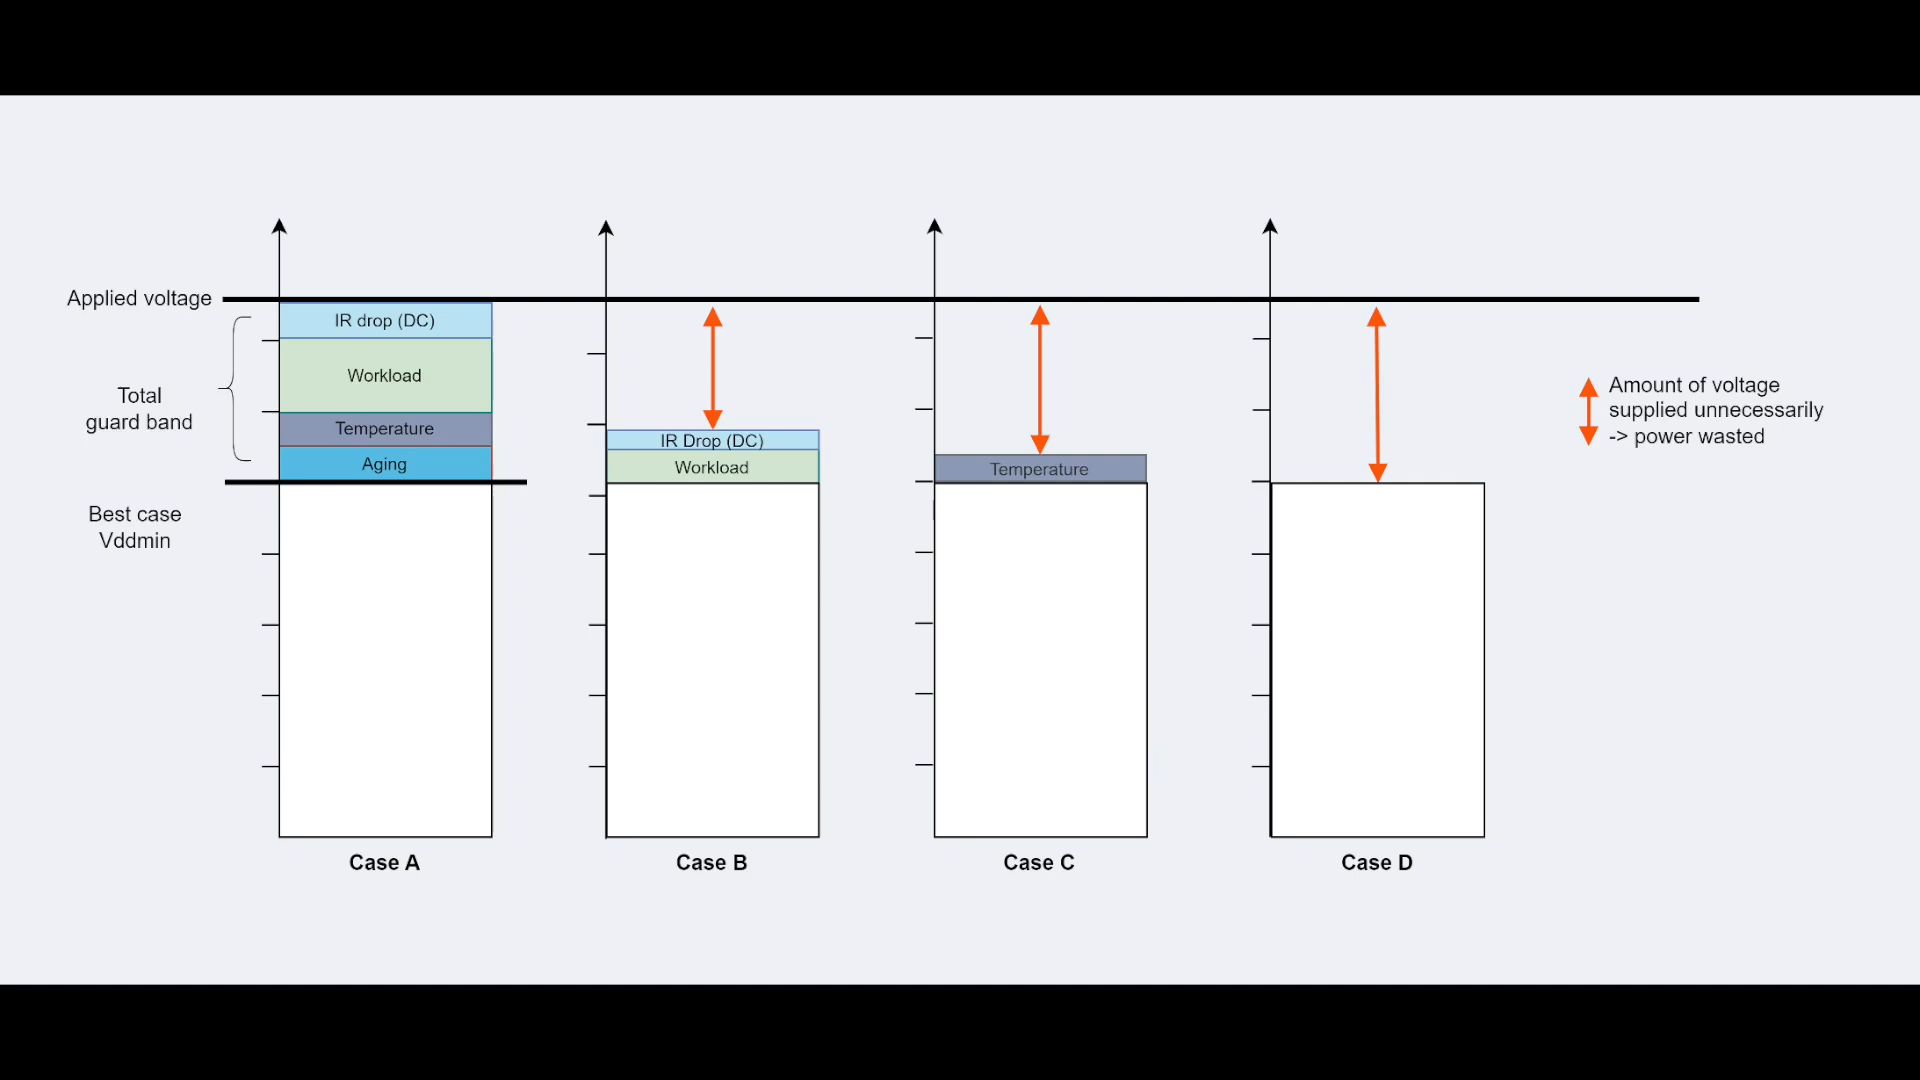 Applied voltage
IR drop (DC)
Workload
Temperature
Aging
Total
guard band
Best case
Vddmin
IR Drop (DC)
Workload
Temperature
Amount of voltage
supplied unnecessarily
-> power wasted
Case A
Case B
Case C
Case D